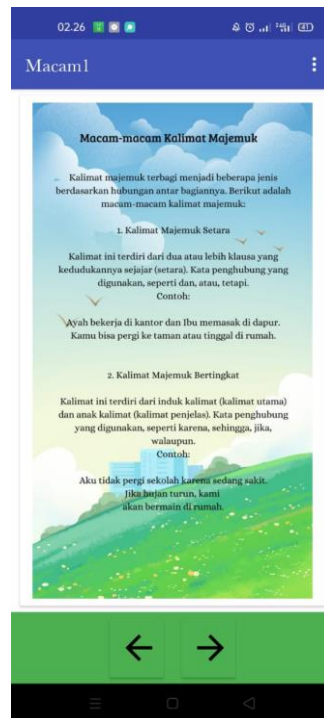 02.26
Macam1
Macam-macam Kalimat Majemuk
Kalimat majemuk terbagi menjadi beberapa jenis
berdasarkan hubungan antar bagiannya. Berikut adalah
macam-macam kalimat majemuk:
1. Kalimat Majemuk Setara
Kalimat ini terdiri dari dua atau lebih klausa yang
kedudukannya sejajar (setara). Kata penghubung yang
digunakan, seperti dan, atau, tetapi.
Contoh:
Ayah bekerja di kantor dan Ibu memasak di dapur.
Kamu bisa pergi ke taman atau tinggal di rumah.
2. Kalimat Majemuk Bertingkat
Kalimat ini terdiri dari induk kalimat (kalimat utama)
dan anak kalimat (kalimat penjelas). Kata penghubung
yang digunakan, seperti karena, sehingga, jika,
walaupun.
Contoh:
Aku tidak pergi sekolah karena sedang sakit.
Jika hujan turun, kami
akan bermain di rumah.